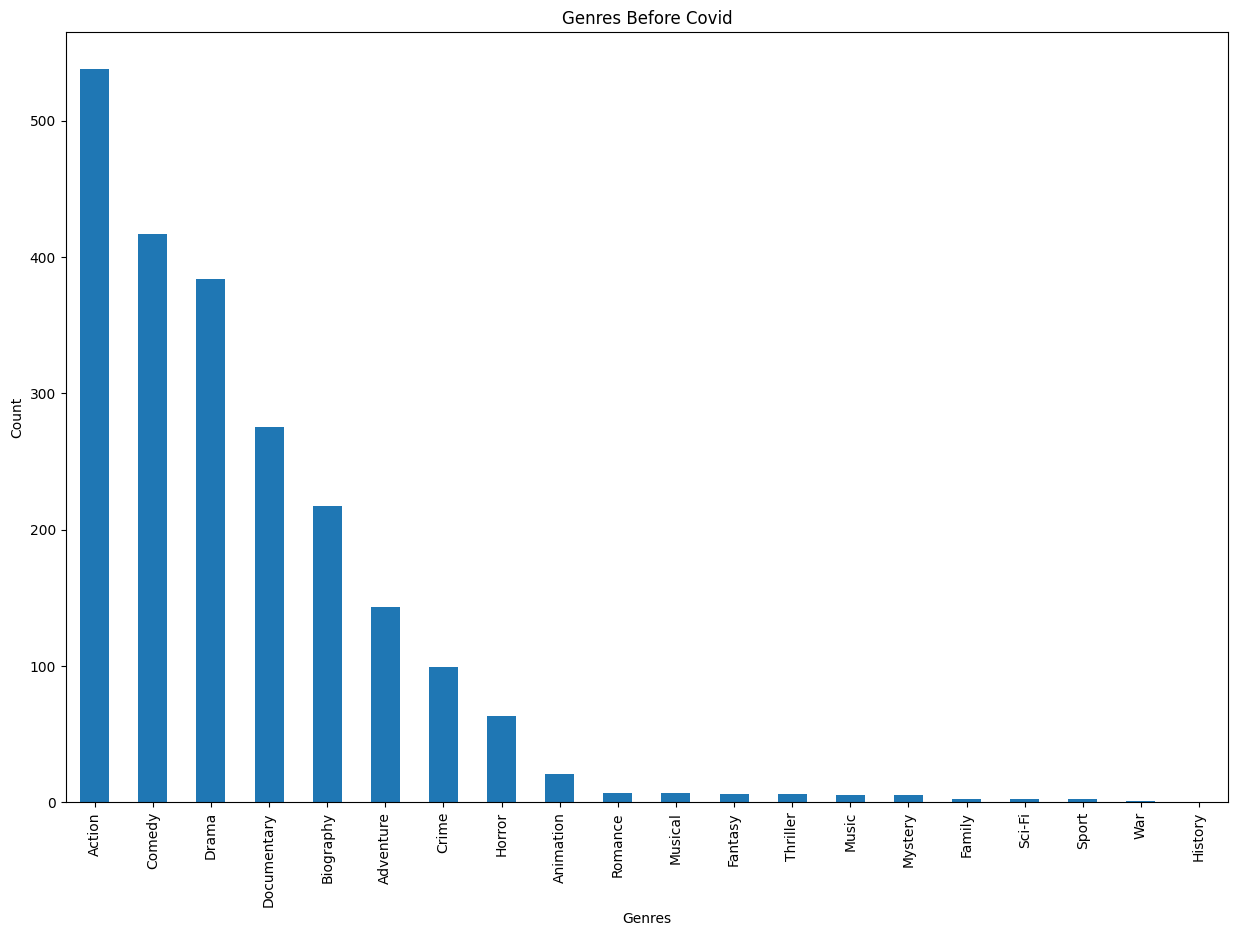 Genres Before Covid
500
400
300
200
100
0
Count
Action
Comedy
Drama
Documentary
Biography
Adventure
Crime
Horror
Animation
Romance
Musical
Fantasy
Thriller
Music
Mystery
Family
Sci-Fi
Sport
War
History
Genres